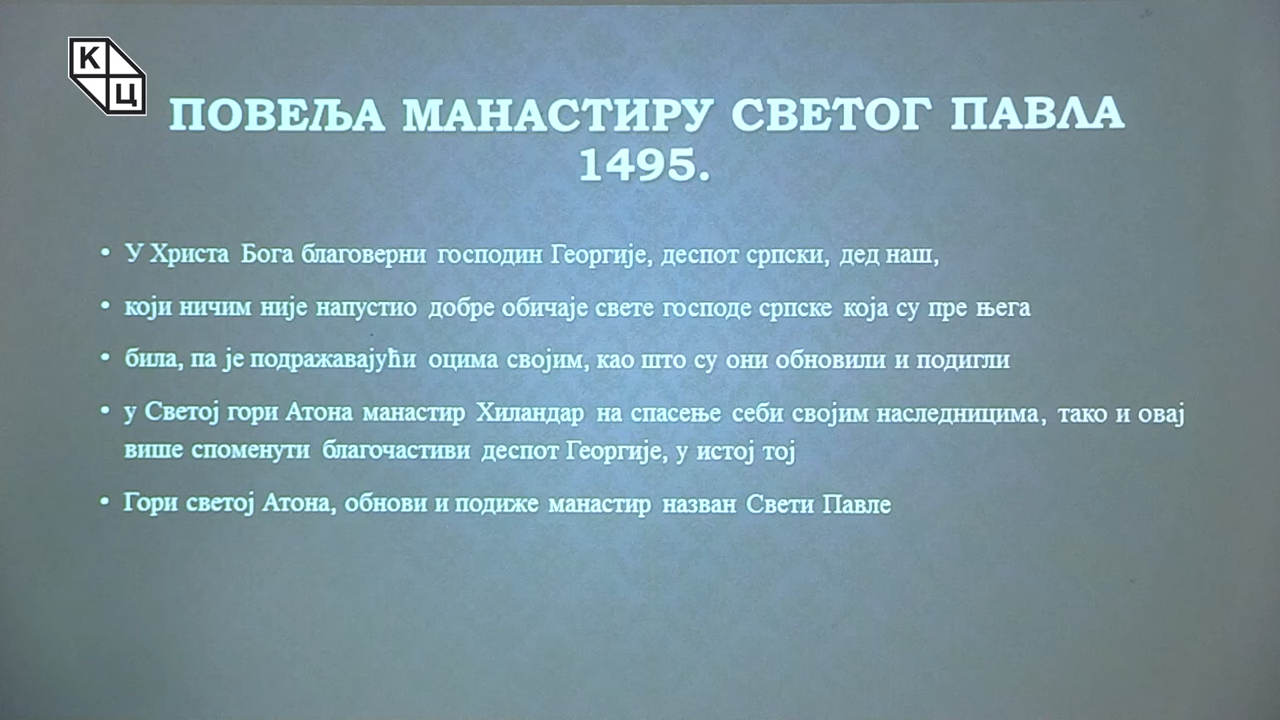 К
Ц
ПОВЕЉА МАНАСТИРУ СВЕТОГ ПАВЛА
1495.
• У Христа Бога благоверни господин Георгије, деспот српски, дед наш,
• који ничим није напустио добре обичаје свете господе српске која су пре њега
• била, па је подражавајући оцима својим, као што су они обновили и подигли
• у Светој гори Атона манастир Хиландар на спасење себи својим наследницима, тако и овај
више споменути благочастиви деспот Георгије, у истој тој
• Гори светој Атона, обнови и подиже манастир назван Свети Павле